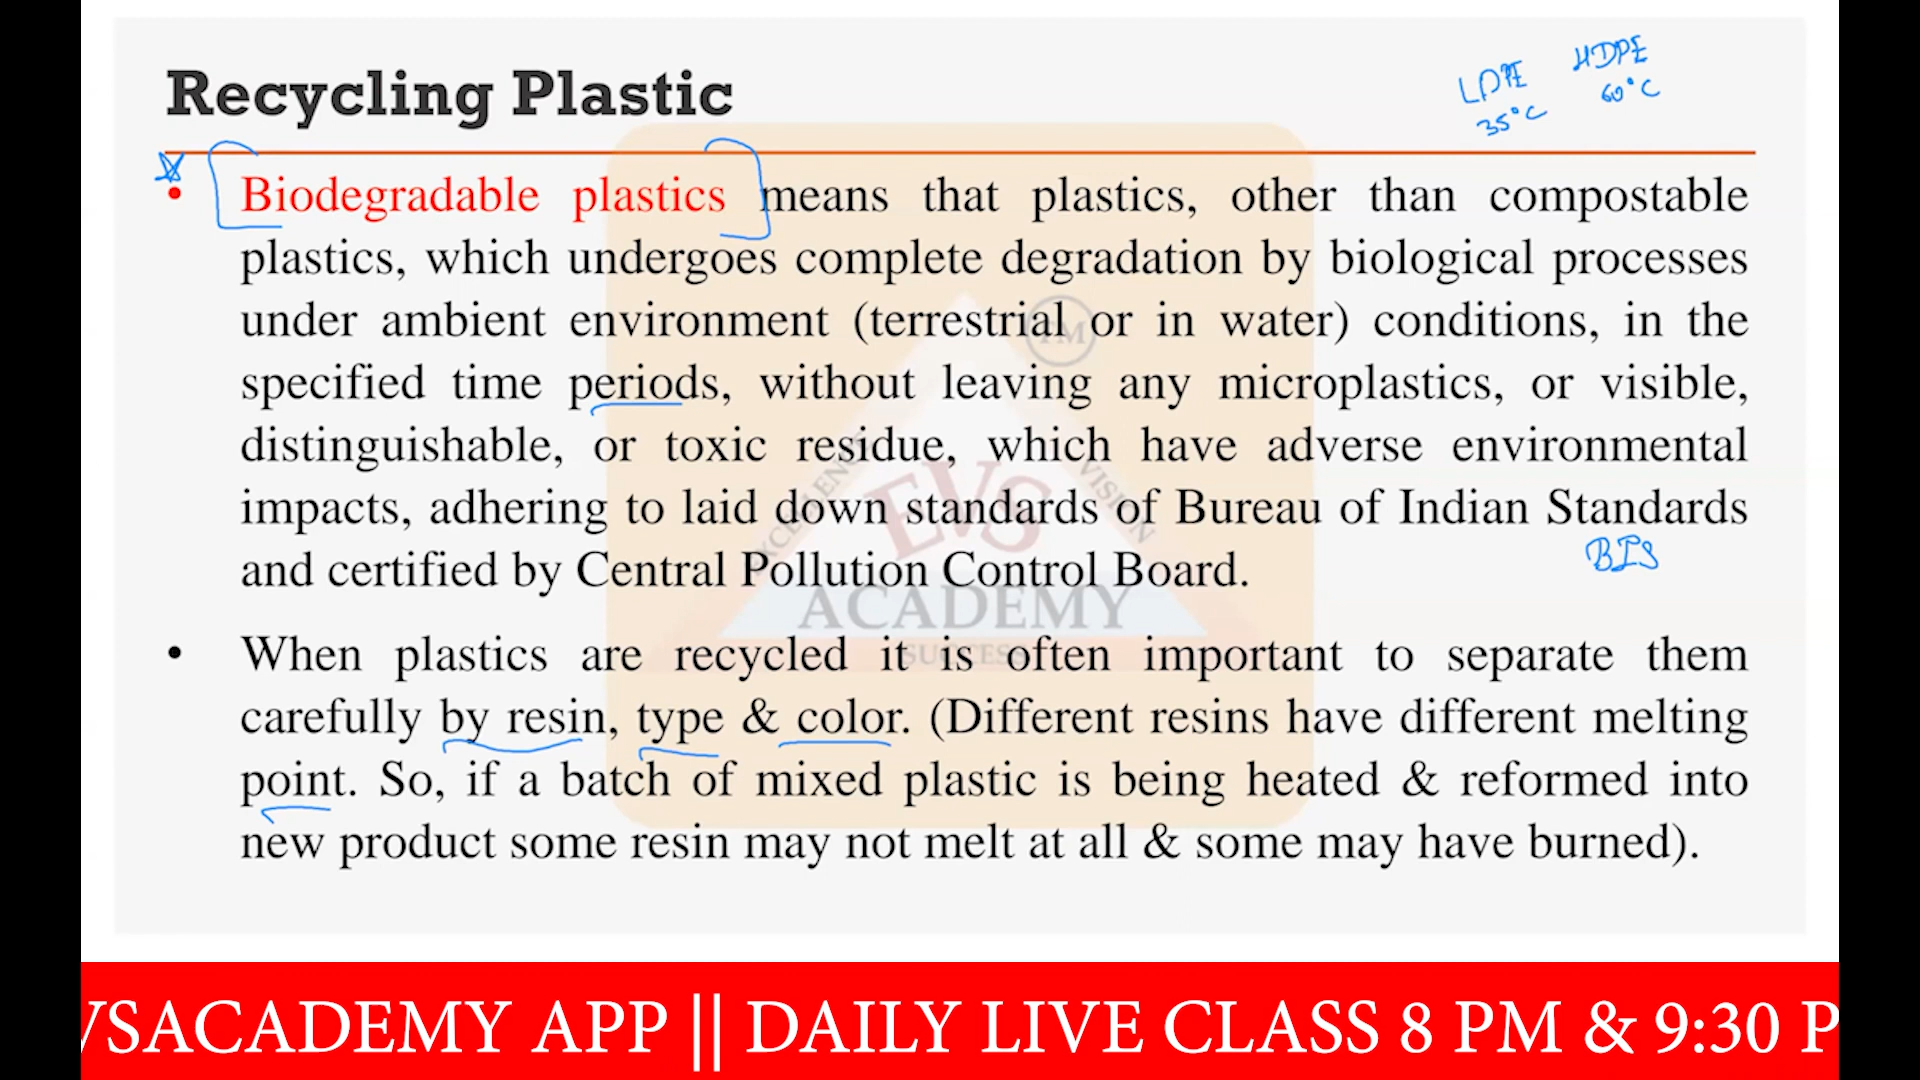 Recycling Plastic
LDPE HDPE
35°C 60°C
• Biodegradable plastics means that plastics, other than compostable
plastics, which undergoes complete degradation by biological processes
under ambient environment (terrestrial or in water) conditions, in the
specified time periods, without leaving any microplastics, or visible,
distinguishable, or toxic residue, which have adverse environmental
impacts, adhering to laid down standards of Bureau of Indian Standards
BIS
and certified by Central Pollution Control Board.
• When plastics are recycled it is often important to separate them
carefully by resin, type & color. (Different resins have different melting
point. So, if a batch of mixed plastic is being heated & reformed into
new product some resin may not melt at all & some may have burned).
TM
EXCELLENCE
VISION
EVS
ACADEMY
SUCCESS
VSACADEMY APP || DAILY LIVE CLASS 8 PM & 9:30 P